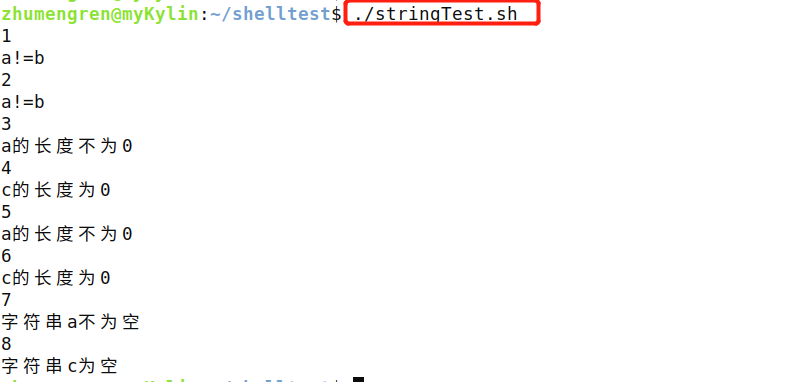 zhumengren@myKylin:~/shelltest$ ./stringTest.sh
1
a!=b
2
a!=b
3
a的长度不为0
4
c的长度为0
5
a的长度不为0
6
c的长度为0
7
字符串a不为空
8
字符串c为空